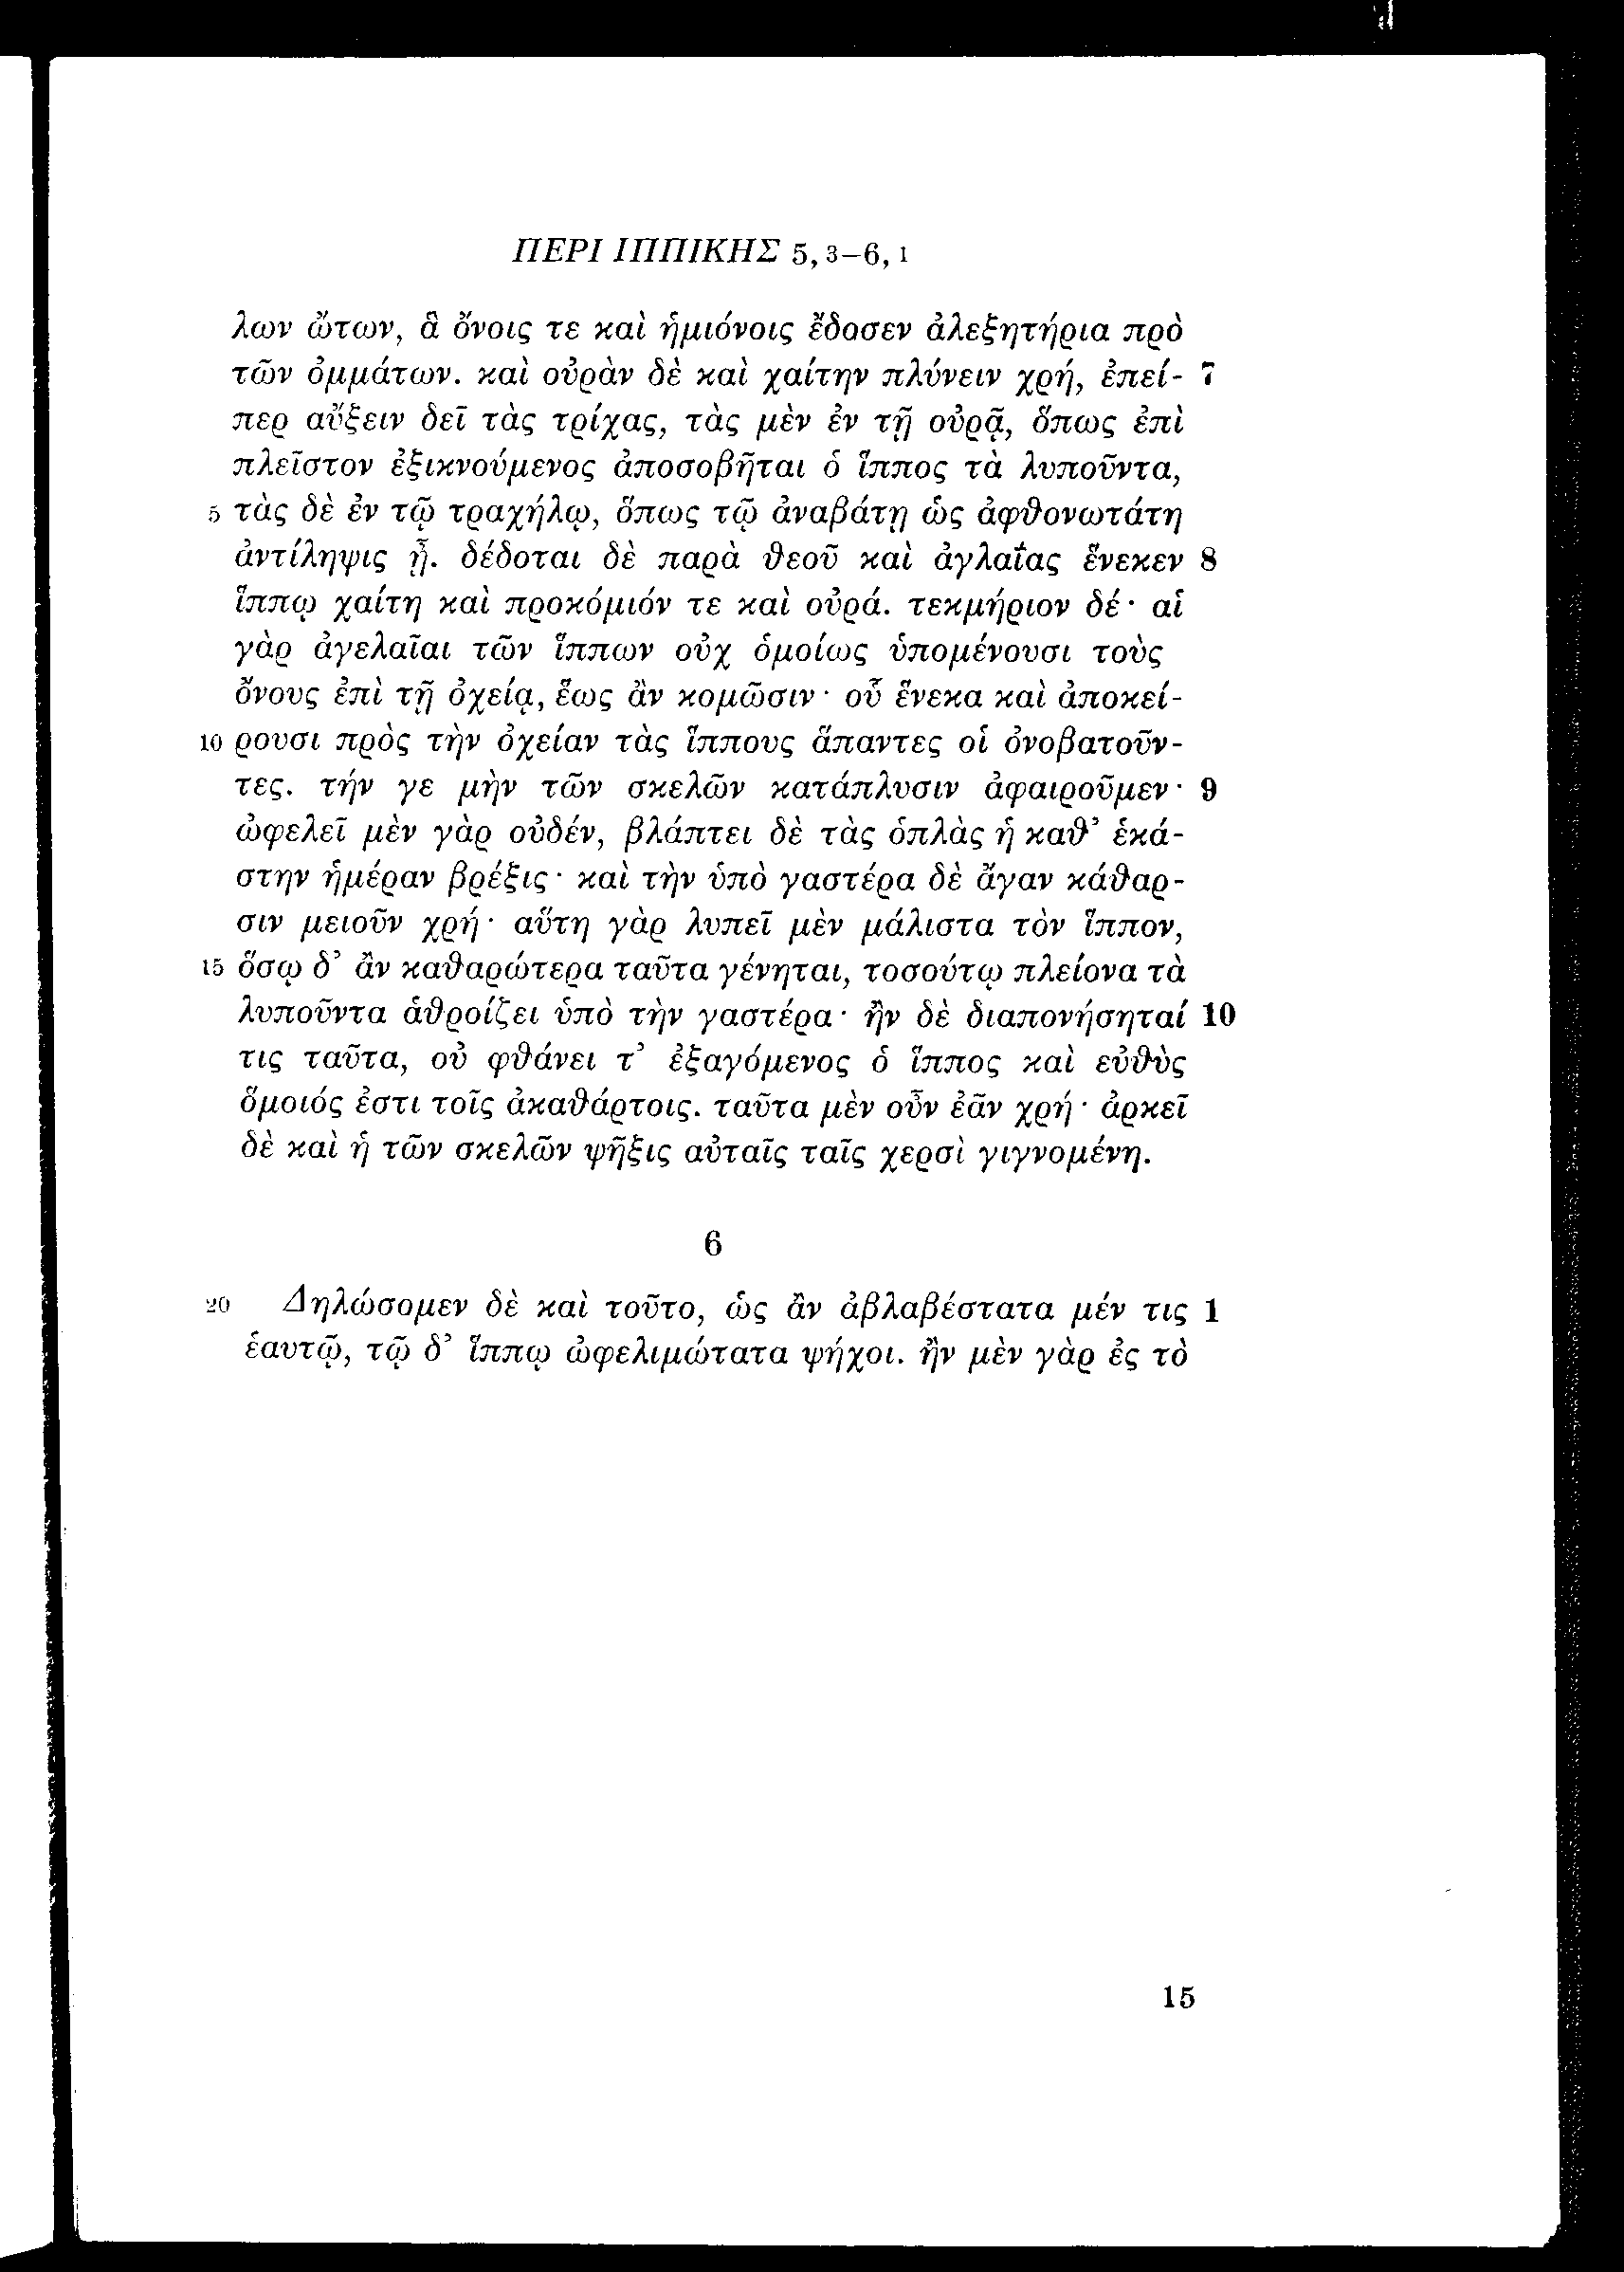 ΠΕΡΙ ΙΠΠΙΚΗΣ 5, 3–6, 1
λων ὤτων, ἃ ὄνοις τε καὶ ἡμιόνοις ἔδοσεν ἀλεξητήρια πρὸ
τῶν ὀμμάτων. καὶ οὐρὰν δὲ καὶ χαίτην πλύνειν χρή, ἐπεί- 7
περ αὔξειν δεῖ τὰς τρίχας, τὰς μὲν ἐν τῇ οὐρᾷ, ὅπως ἐπὶ
πλεῖστον ἐξικνούμενος ἀποσοβῆται ὁ ἵππος τὰ λυποῦντα,
5 τὰς δὲ ἐν τῷ τραχήλῳ, ὅπως τῷ ἀναβάτῃ ὡς ἀφθονωτάτη
ἀντίληψις ᾖ. δέδοται δὲ παρὰ θεοῦ καὶ ἀγλαΐας ἕνεκεν 8
ἵππῳ χαίτη καὶ προκόμιόν τε καὶ οὐρά. τεκμήριον δέ· αἱ
γὰρ ἀγελαῖαι τῶν ἵππων οὐχ ὁμοίως ὑπομένουσι τοὺς
ὄνους ἐπὶ τῇ ὀχείᾳ, ἕως ἂν κομῶσιν· οὗ ἕνεκα καὶ ἀποκεί-
10 ρουσι πρὸς τὴν ὀχείαν τὰς ἵππους ἅπαντες οἱ ὀνοβατοῦν-
τες. τήν γε μὴν τῶν σκελῶν κατάπλυσιν ἀφαιροῦμεν· 9
ὠφελεῖ μὲν γὰρ οὐδέν, βλάπτει δὲ τὰς ὁπλὰς ἡ καθ’ ἑκά-
στην ἡμέραν βρέξις· καὶ τὴν ὑπὸ γαστέρα δὲ ἄγαν κάθαρ-
σιν μειοῦν χρή· αὕτη γὰρ λυπεῖ μὲν μάλιστα τὸν ἵππον,
15 ὅσῳ δ’ ἂν καθαρώτερα ταῦτα γένηται, τοσούτῳ πλείονα τὰ
λυποῦντα ἁθροίζει ὑπὸ τὴν γαστέρα· ἢν δὲ διαπονήσηταί 10
τις ταῦτα, οὐ φθάνει τ’ ἐξαγόμενος ὁ ἵππος καὶ εὐθὺς
ὅμοιός ἐστι τοῖς ἀκαθάρτοις. ταῦτα μὲν οὖν ἐᾶν χρή· ἀρκεῖ
δὲ καὶ ἡ τῶν σκελῶν ψῆξις αὐταῖς ταῖς χερσὶ γιγνομένη.
6
20 Δηλώσομεν δὲ καὶ τοῦτο, ὡς ἂν ἀβλαβέστατα μέν τις 1
ἑαυτῷ, τῷ δ’ ἵππῳ ὠφελιμώτατα ψήχοι. ἢν μὲν γὰρ ἐς τὸ
15